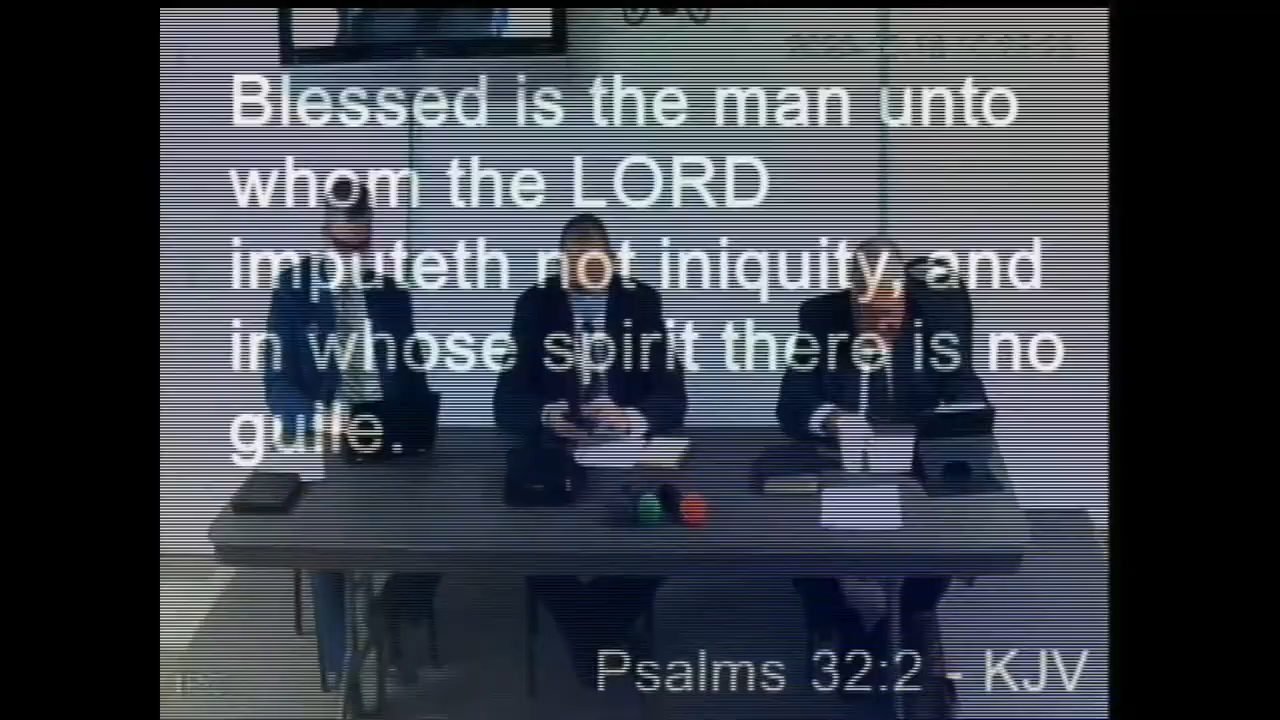 Blessed is the man unto
whom the LORD
imputeth not iniquity, and
in whose spirit there is no
guile.
Psalms 32:2 - KJV